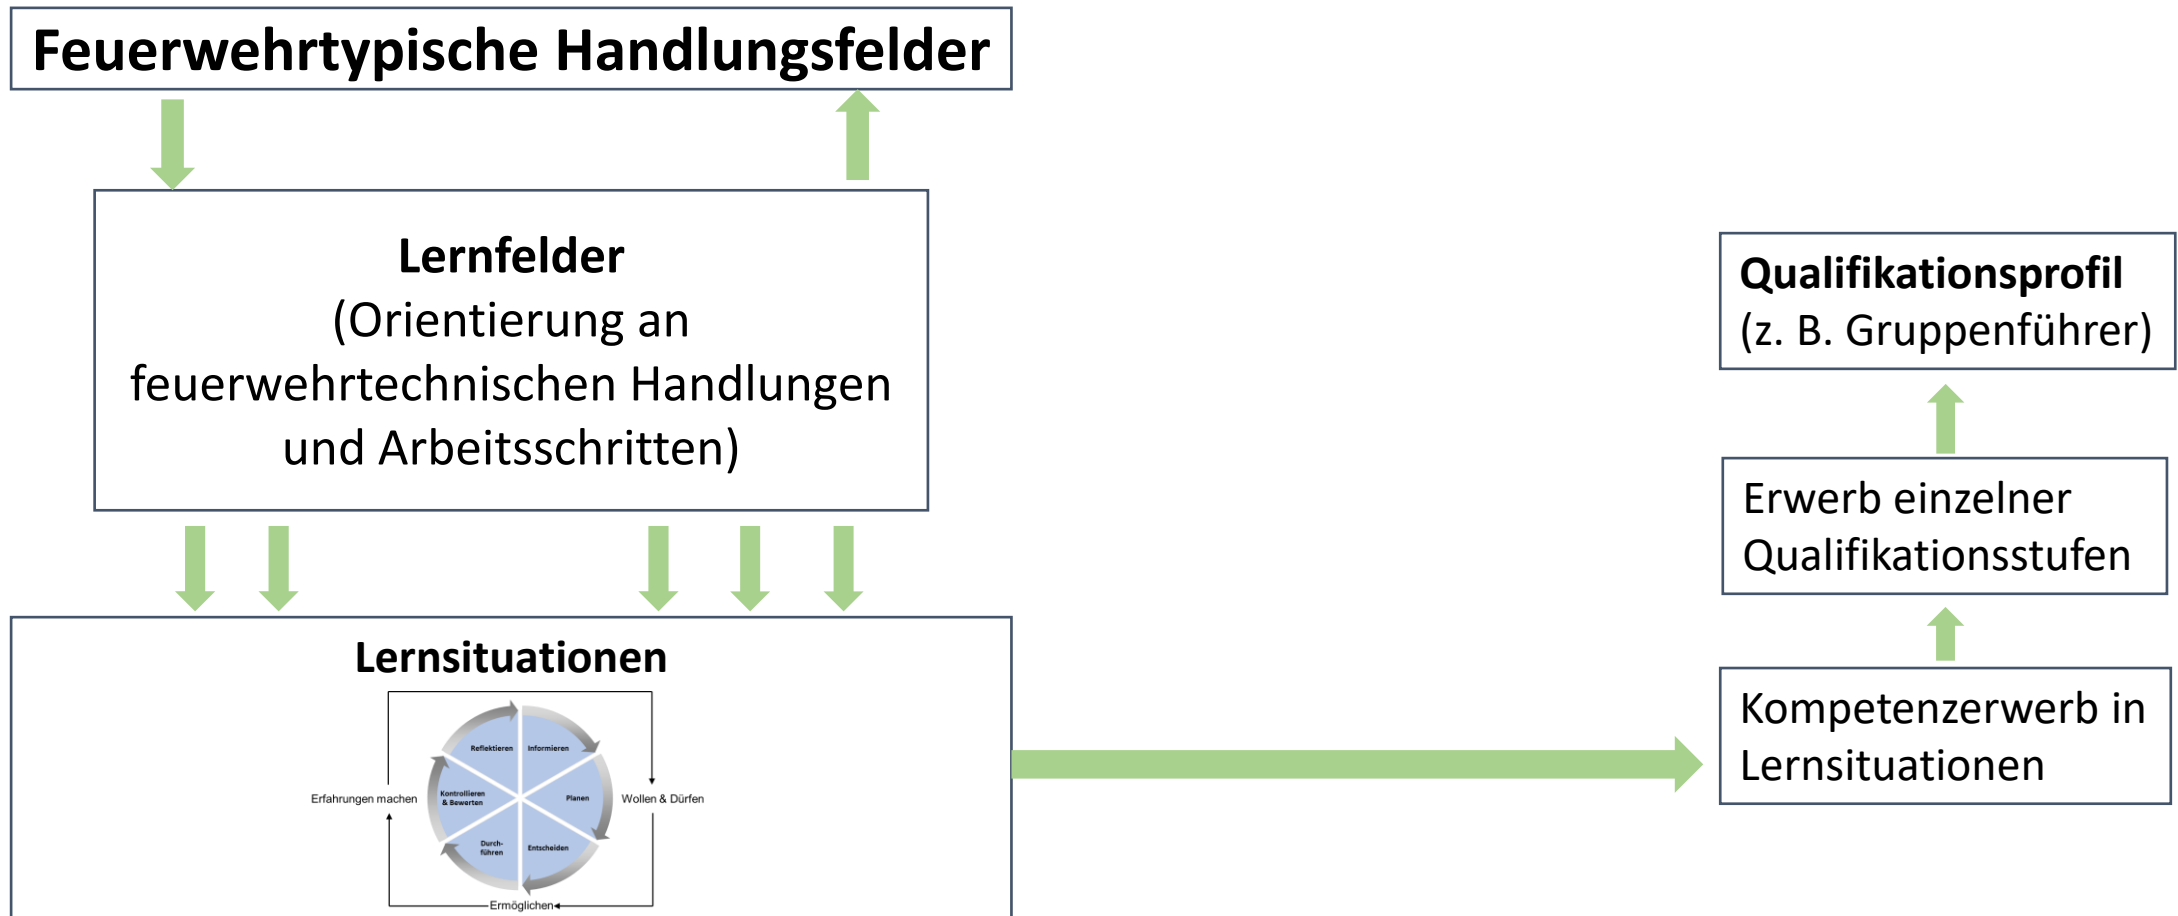 Feuerwehrtypische Handlungsfelder
Lernfelder
(Orientierung an
feuerwehrtechnischen Handlungen
und Arbeitsschritten)
Lernsituationen
Reflektieren
Informieren
Erfahrungen machen
Kontrollieren
& Bewerten
Planen
Wollen & Dürfen
Durch-
führen
Entscheiden
Ermöglichen
Qualifikationsprofil
(z. B. Gruppenführer)
Erwerb einzelner
Qualifikationsstufen
Kompetenzerwerb in
Lernsituationen